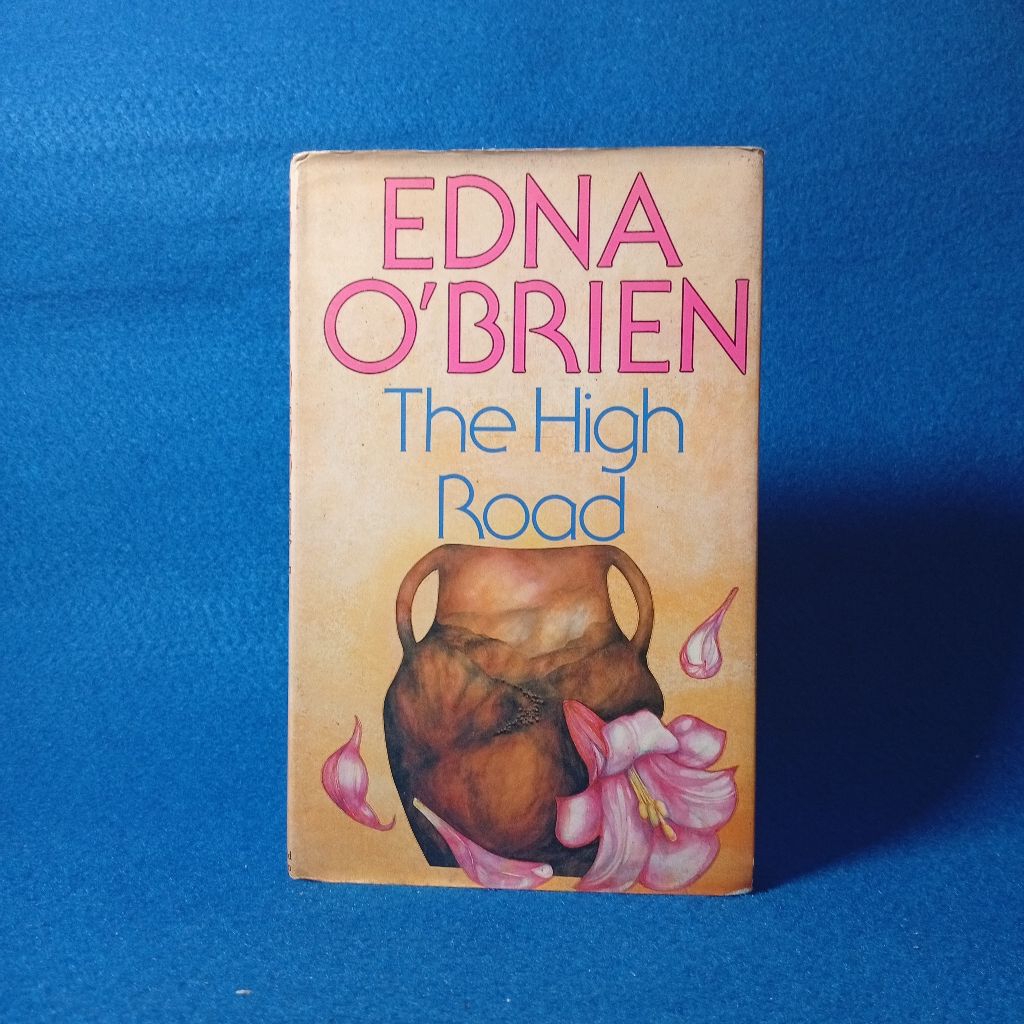 EDNA
O'BRIEN
The High
Road